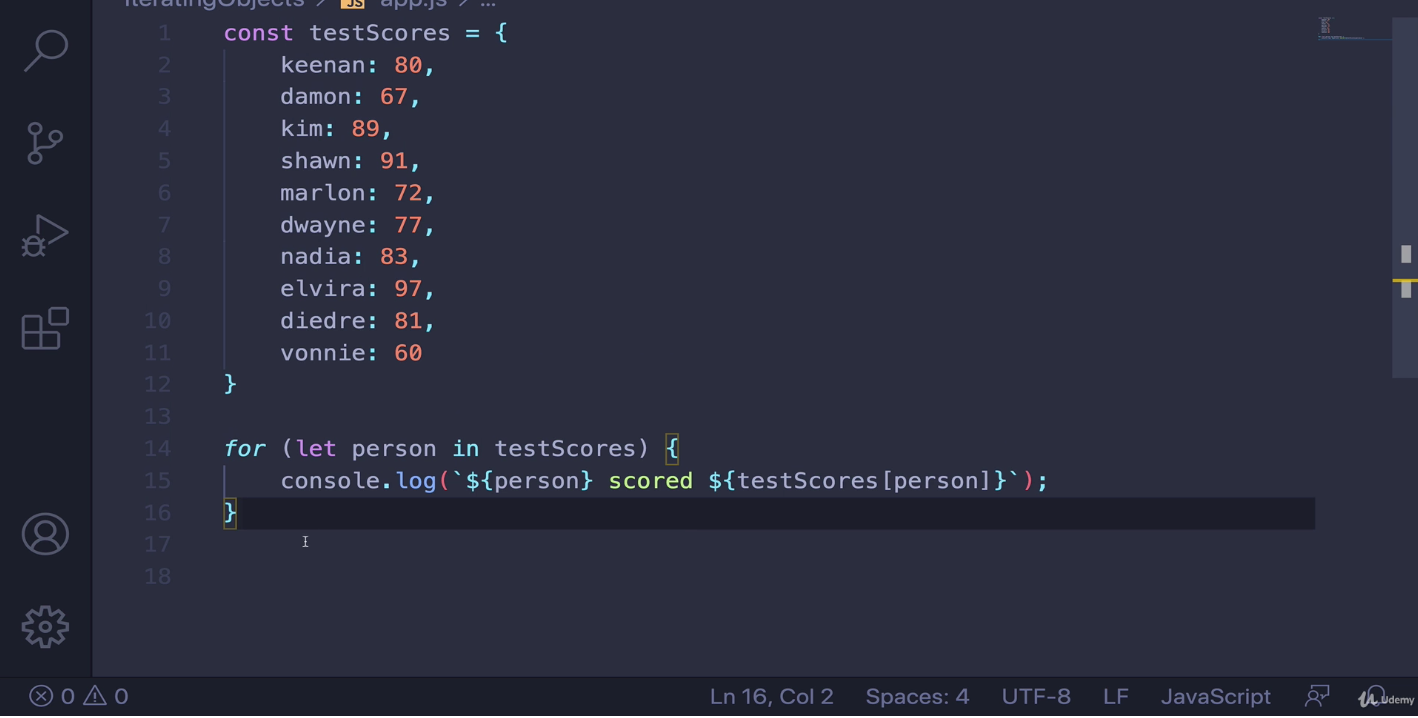 IteratingObjects > JS app.js > ...
1 const testScores = {
2     keenan: 80,
3     damon: 67,
4     kim: 89,
5     shawn: 91,
6     marlon: 72,
7     dwayne: 77,
8     nadia: 83,
9     elvira: 97,
10     diedre: 81,
11     vonnie: 60
12 }
13
14 for (let person in testScores) {
15     console.log(`${person} scored ${testScores[person]}`);
16 }
17
18
0 0 Ln 16, Col 2 Spaces: 4 UTF-8 LF JavaScript Udemy